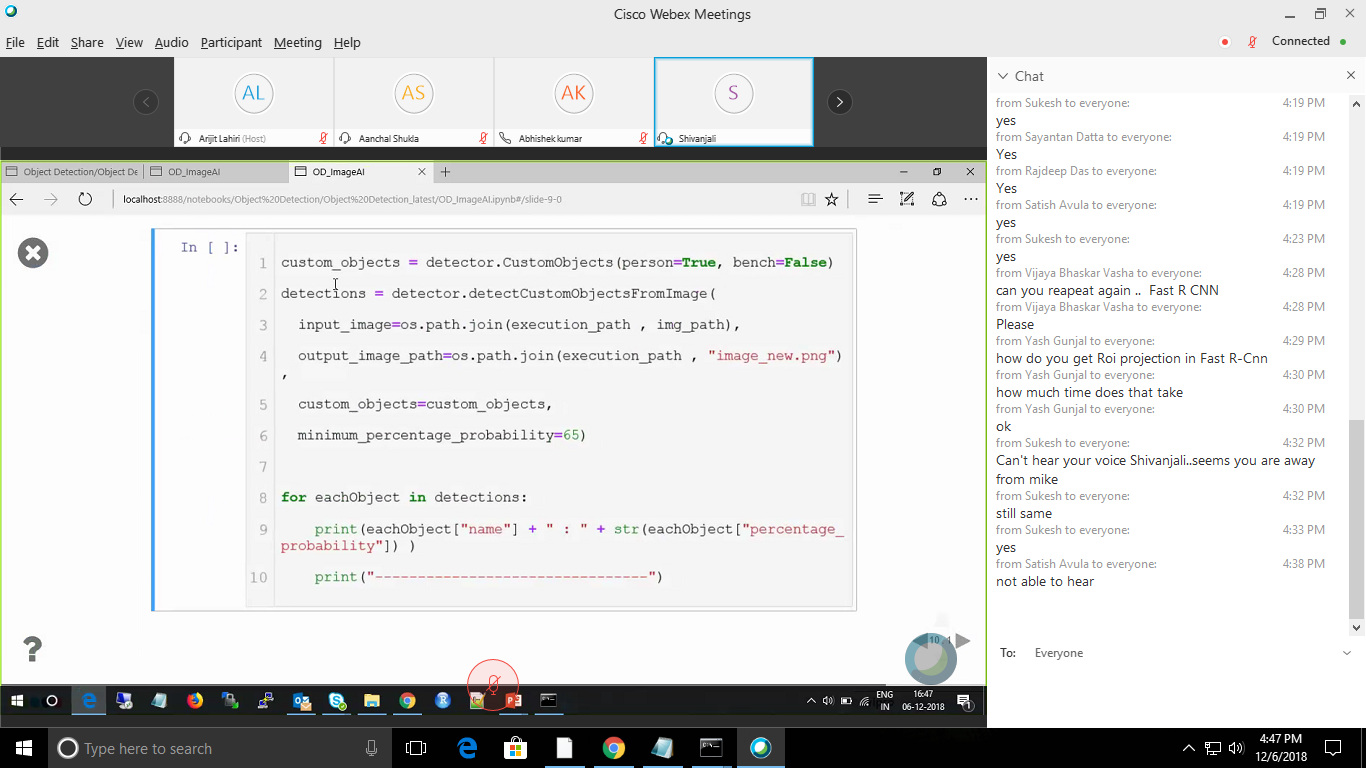 Cisco Webex Meetings
File Edit Share View Audio Participant Meeting Help
Connected
AL
Arijit Lahiri (Host)
AS
Aanchal Shukla
AK
Abhishek kumar
S
Shivanjali
Object Detection/Object De
OD_ImageAI
OD_ImageAI
localhost:8888/notebooks/Object%20Detection/Object%20Detection_latest/OD_ImageAI.ipynb#/slide-9-0
In [ ]:
1 custom_objects = detector.CustomObjects(person=True, bench=False)
2 detections = detector.detectCustomObjectsFromImage(
3 input_image=os.path.join(execution_path , img_path),
4 output_image_path=os.path.join(execution_path , "image_new.png")
,
5 custom_objects=custom_objects,
6 minimum_percentage_probability=65)
7
8 for eachObject in detections:
9 print(eachObject["name"] + " : " + str(eachObject["percentage_
probability"]) )
10 print("--------------------------------")
?
ENG
IN
16:47
06-12-2018
1
Chat
from Sukesh to everyone: 4:19 PM
yes
from Sayantan Datta to everyone: 4:19 PM
Yes
from Rajdeep Das to everyone: 4:19 PM
Yes
from Satish Avula to everyone: 4:19 PM
yes
from Sukesh to everyone: 4:23 PM
yes
from Vijaya Bhaskar Vasha to everyone: 4:28 PM
can you reapeat again .. Fast R CNN
from Vijaya Bhaskar Vasha to everyone: 4:28 PM
Please
from Yash Gunjal to everyone: 4:29 PM
how do you get Roi projection in Fast R-Cnn
from Yash Gunjal to everyone: 4:30 PM
how much time does that take
from Yash Gunjal to everyone: 4:30 PM
ok
from Sukesh to everyone: 4:32 PM
Can't hear your voice Shivanjali..seems you are away
from mike
from Sukesh to everyone: 4:32 PM
still same
from Sukesh to everyone: 4:33 PM
yes
from Satish Avula to everyone: 4:38 PM
not able to hear
To: Everyone
Type here to search
4:47 PM
12/6/2018